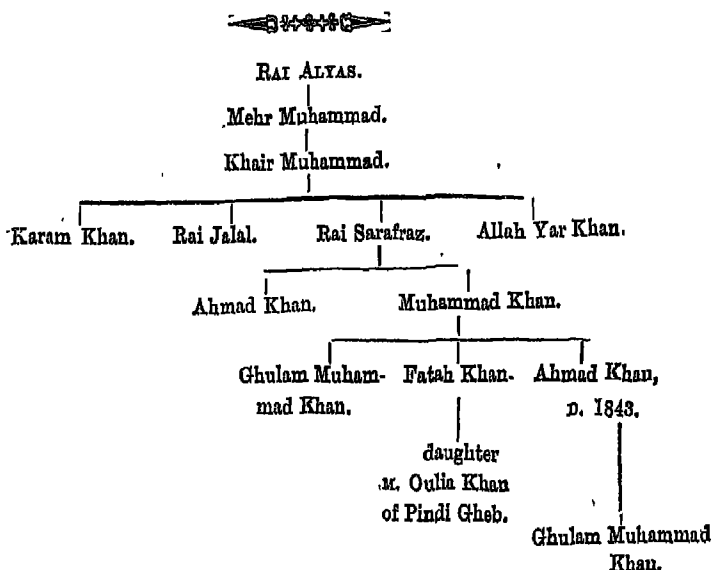 RAI ALYAS.
Mehr Muhammad.
Khair Muhammad.
Karam Khan. Rai Jalal. Rai Sarafraz. Allah Yar Khan.
Ahmad Khan. Muhammad Khan.
Ghulam Muham- Fatah Khan. Ahmad Khan,
mad Khan. D. 1843.
daughter
M. Oulia Khan
of Pindi Gheb.
Ghulam Muhammad
Khan.